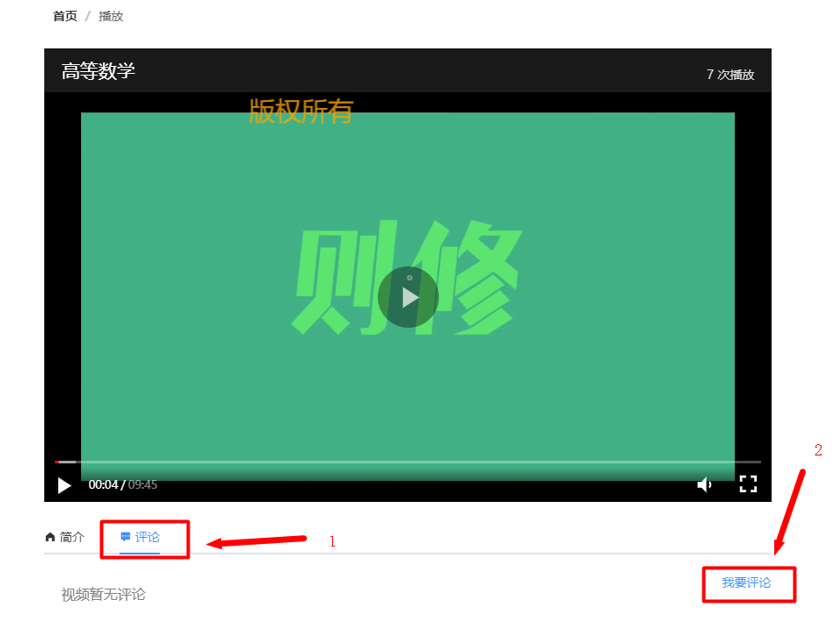 首页 / 播放
高等数学
7 次播放
版权所有
则修
00:04 / 09:45
2
简介
评论
1
我要评论
视频暂无评论